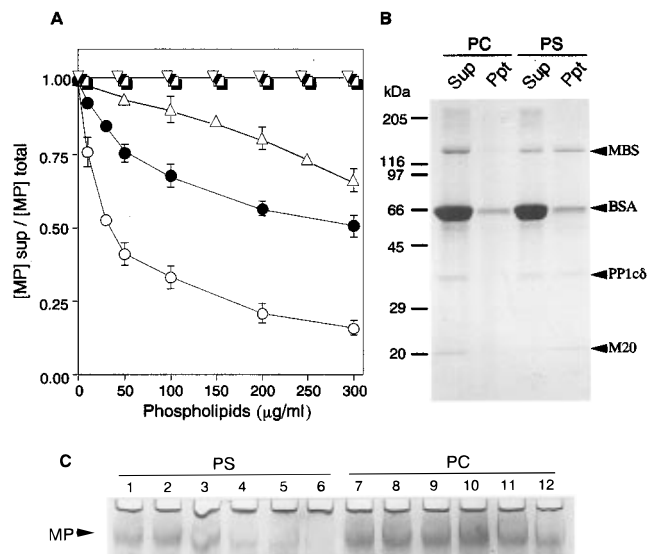 A
[MP] sup / [MP] total
1.00
0.75
0.50
0.25
0.00
0 50 100 150 200 250 300
Phospholipids (μg/ml)
B
PC PS
Sup Ppt Sup Ppt
kDa
205
116
97
66
45
29
20
MBS
BSA
PP1cδ
M20
C
PS PC
1 2 3 4 5 6 7 8 9 10 11 12
MP